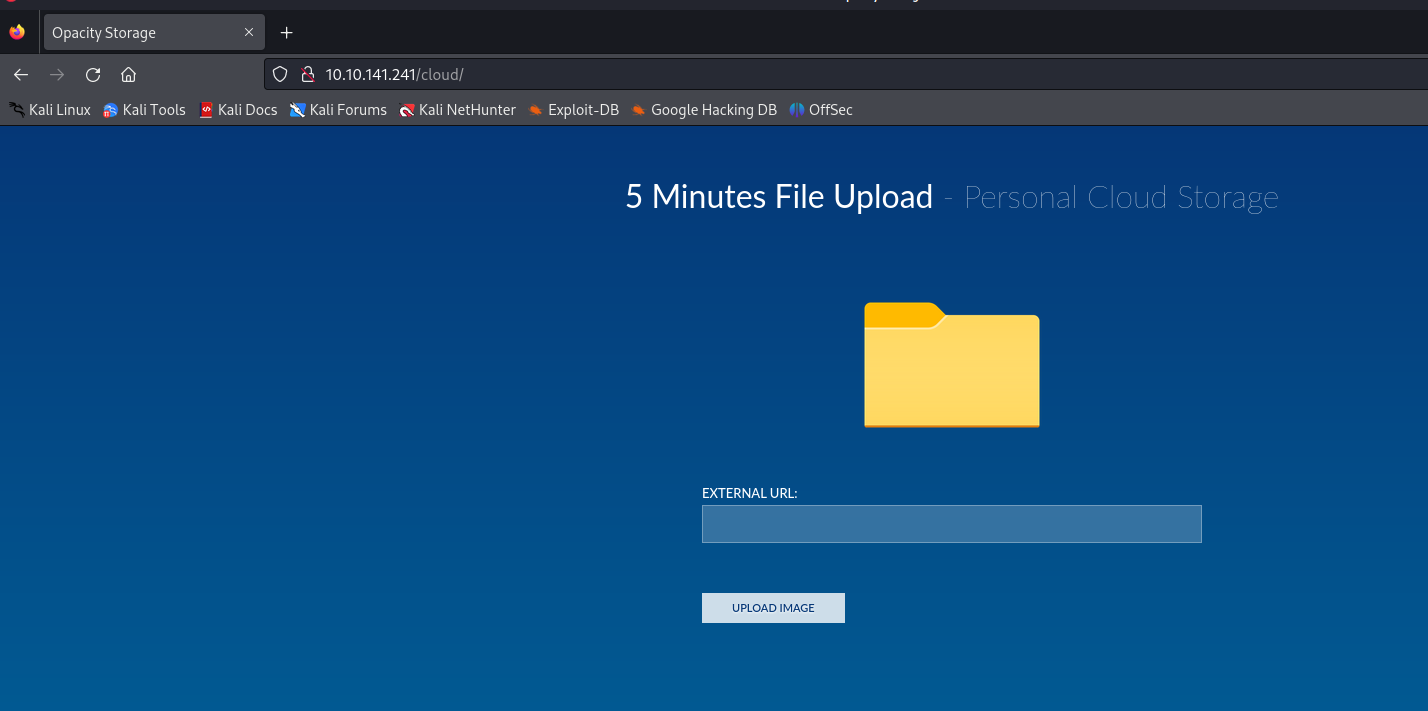 Opacity Storage
10.10.141.241/cloud/
Kali Linux Kali Tools Kali Docs Kali Forums Kali NetHunter Exploit-DB Google Hacking DB OffSec
5 Minutes File Upload - Personal Cloud Storage
EXTERNAL URL:
UPLOAD IMAGE